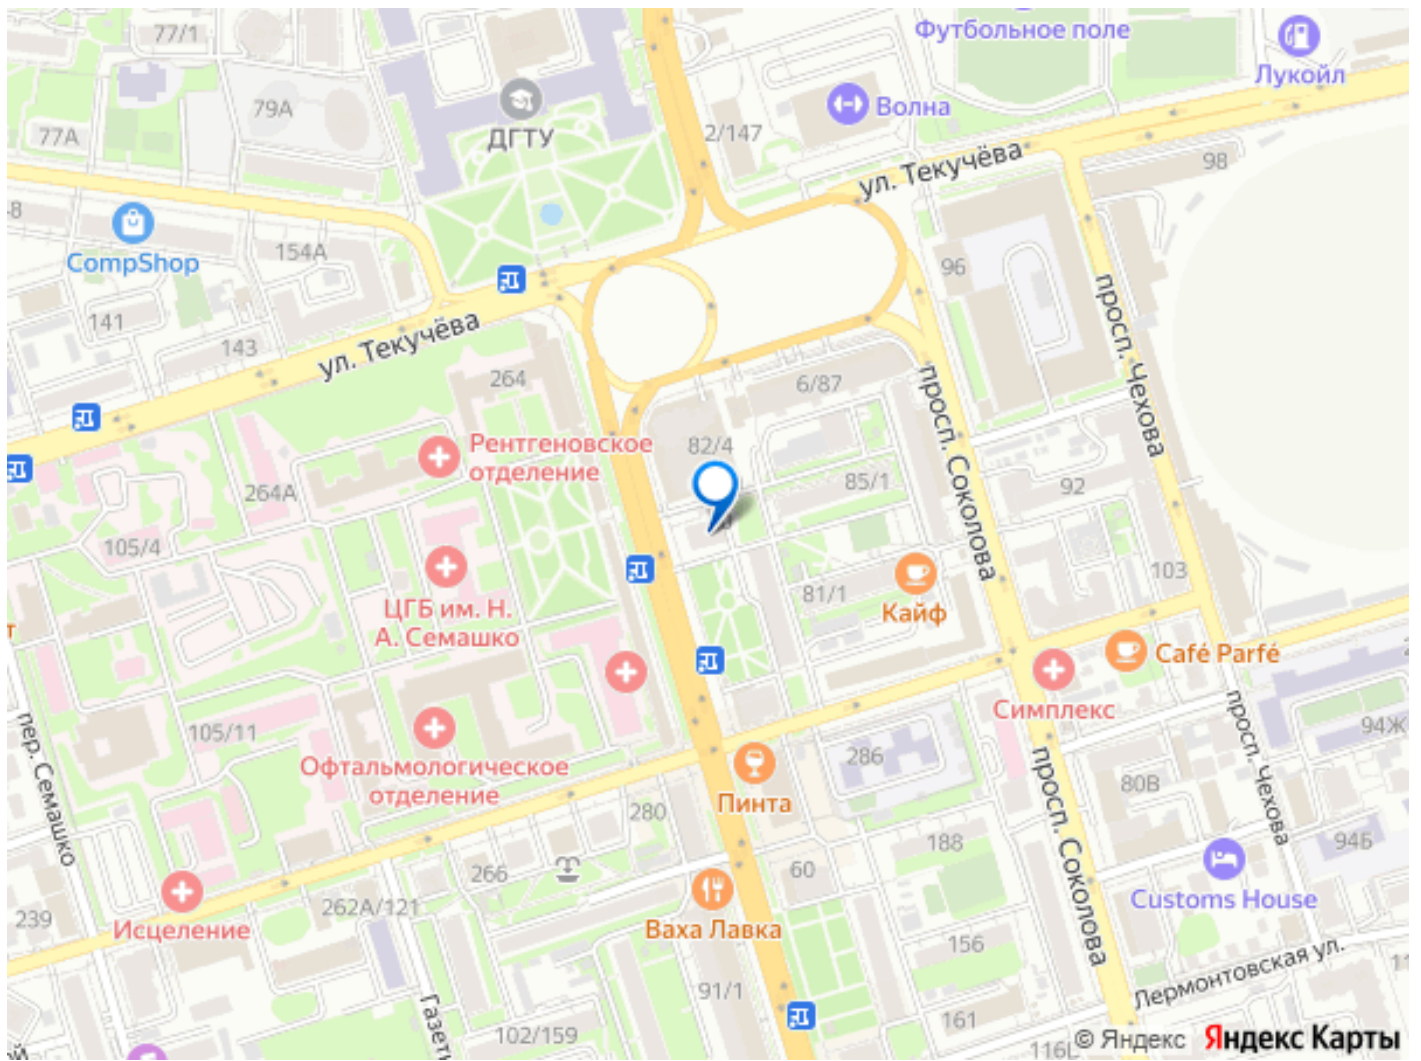 77/1
Футбольное поле
Лукойл
79А
ДГТУ
Волна
77А
2/147
ул. Текучёва
98
CompShop
154А
96
просп. Чехова
141
143
ул. Текучёва
264
6/87
просп. Соколова
82/4
Рентгеновское
отделение
264А
85/1
92
105/4
103
ЦГБ им. Н.
А. Семашко
81/1
Кайф
Café Parfé
Симплекс
пер. Семашко
105/11
Офтальмологическое
отделение
286
просп. Соколова
просп. Чехова
94Ж
80В
Пинта
280
188
94Б
266
60
Customs House
239
262А/121
Исцеление
Ваха Лавка
156
Лермонтовская ул.
91/1
102/159
161
© Яндекс Яндекс Карты